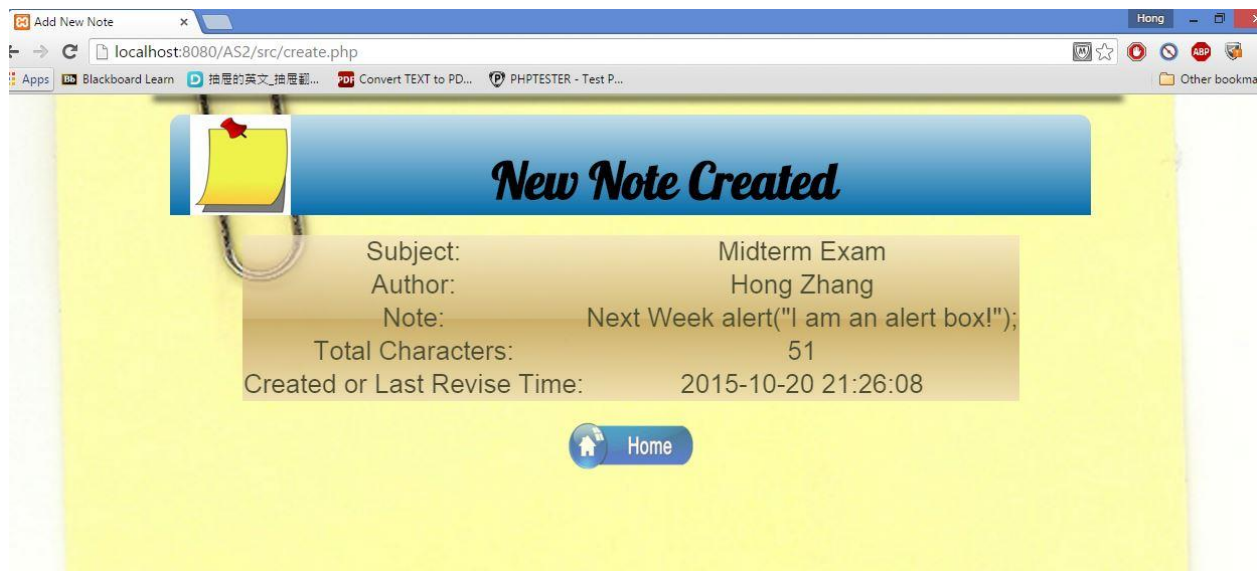 Add New Note
Hong
localhost:8080/AS2/src/create.php
Apps
Blackboard Learn
抽屉的英文_抽屉翻...
Convert TEXT to PD...
PHPTESTER - Test P...
Other bookma
New Note Created
Subject: Midterm Exam
Author: Hong Zhang
Note: Next Week alert("I am an alert box!");
Total Characters: 51
Created or Last Revise Time: 2015-10-20 21:26:08
Home